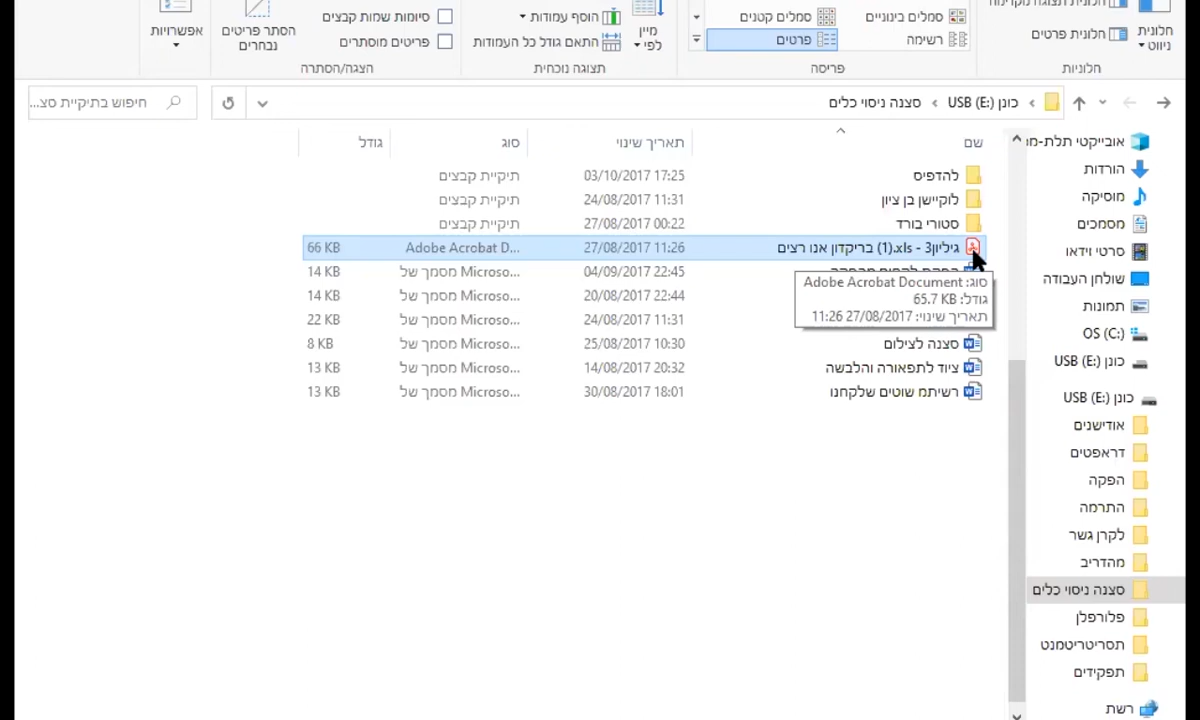 חלונית תצוגה מקדימה
סמלים בינוניים
סמלים קטנים
הוסף עמודות
סיומות שמות קבצים
חלונית ניווט
חלונית פרטים
רשימה
פרטים
מיין לפי
התאם גודל כל העמודות
פריטים מוסתרים
הסתר פריטים נבחרים
אפשרויות
חלוניות
פריסה
תצוגה נוכחית
הצגה/הסתרה
כונן USB (E:) ‹ סצנה ניסוי כלים
חיפוש בתיקיית סצ...
שם תאריך שינוי סוג גודל
להדפיס 03/10/2017 17:25 תיקיית קבצים
לוקיישן בן ציון 24/08/2017 11:31 תיקיית קבצים
סטורי בורד 27/08/2017 00:22 תיקיית קבצים
גיליון3 - xls.(1) בריקדון אנו רצים 27/08/2017 11:26 Adobe Acrobat D... 66 KB
04/09/2017 22:45 מסמך של Microso... 14 KB
20/08/2017 22:44 מסמך של Microso... 14 KB
24/08/2017 11:31 מסמך של Microso... 22 KB
סצנה לצילום 25/08/2017 10:30 מסמך של Microso... 8 KB
ציוד לתפאורה והלבשה 14/08/2017 20:32 מסמך של Microso... 13 KB
רשיתמ שוטים שלקחנו 30/08/2017 18:01 מסמך של Microso... 13 KB
סוג: Adobe Acrobat Document
גודל: 65.7 KB
תאריך שינוי: 27/08/2017 11:26
אובייקטי תלת-ממ
הורדות
מוסיקה
מסמכים
סרטי וידאו
שולחן העבודה
תמונות
OS (C:)
כונן USB (E:)
כונן USB (E:)
אודישנים
דראפטים
הפקה
התרמה
לקרן גשר
מהדריב
סצנה ניסוי כלים
פלורפלן
תסריטריטמנט
תפקידים
רשת